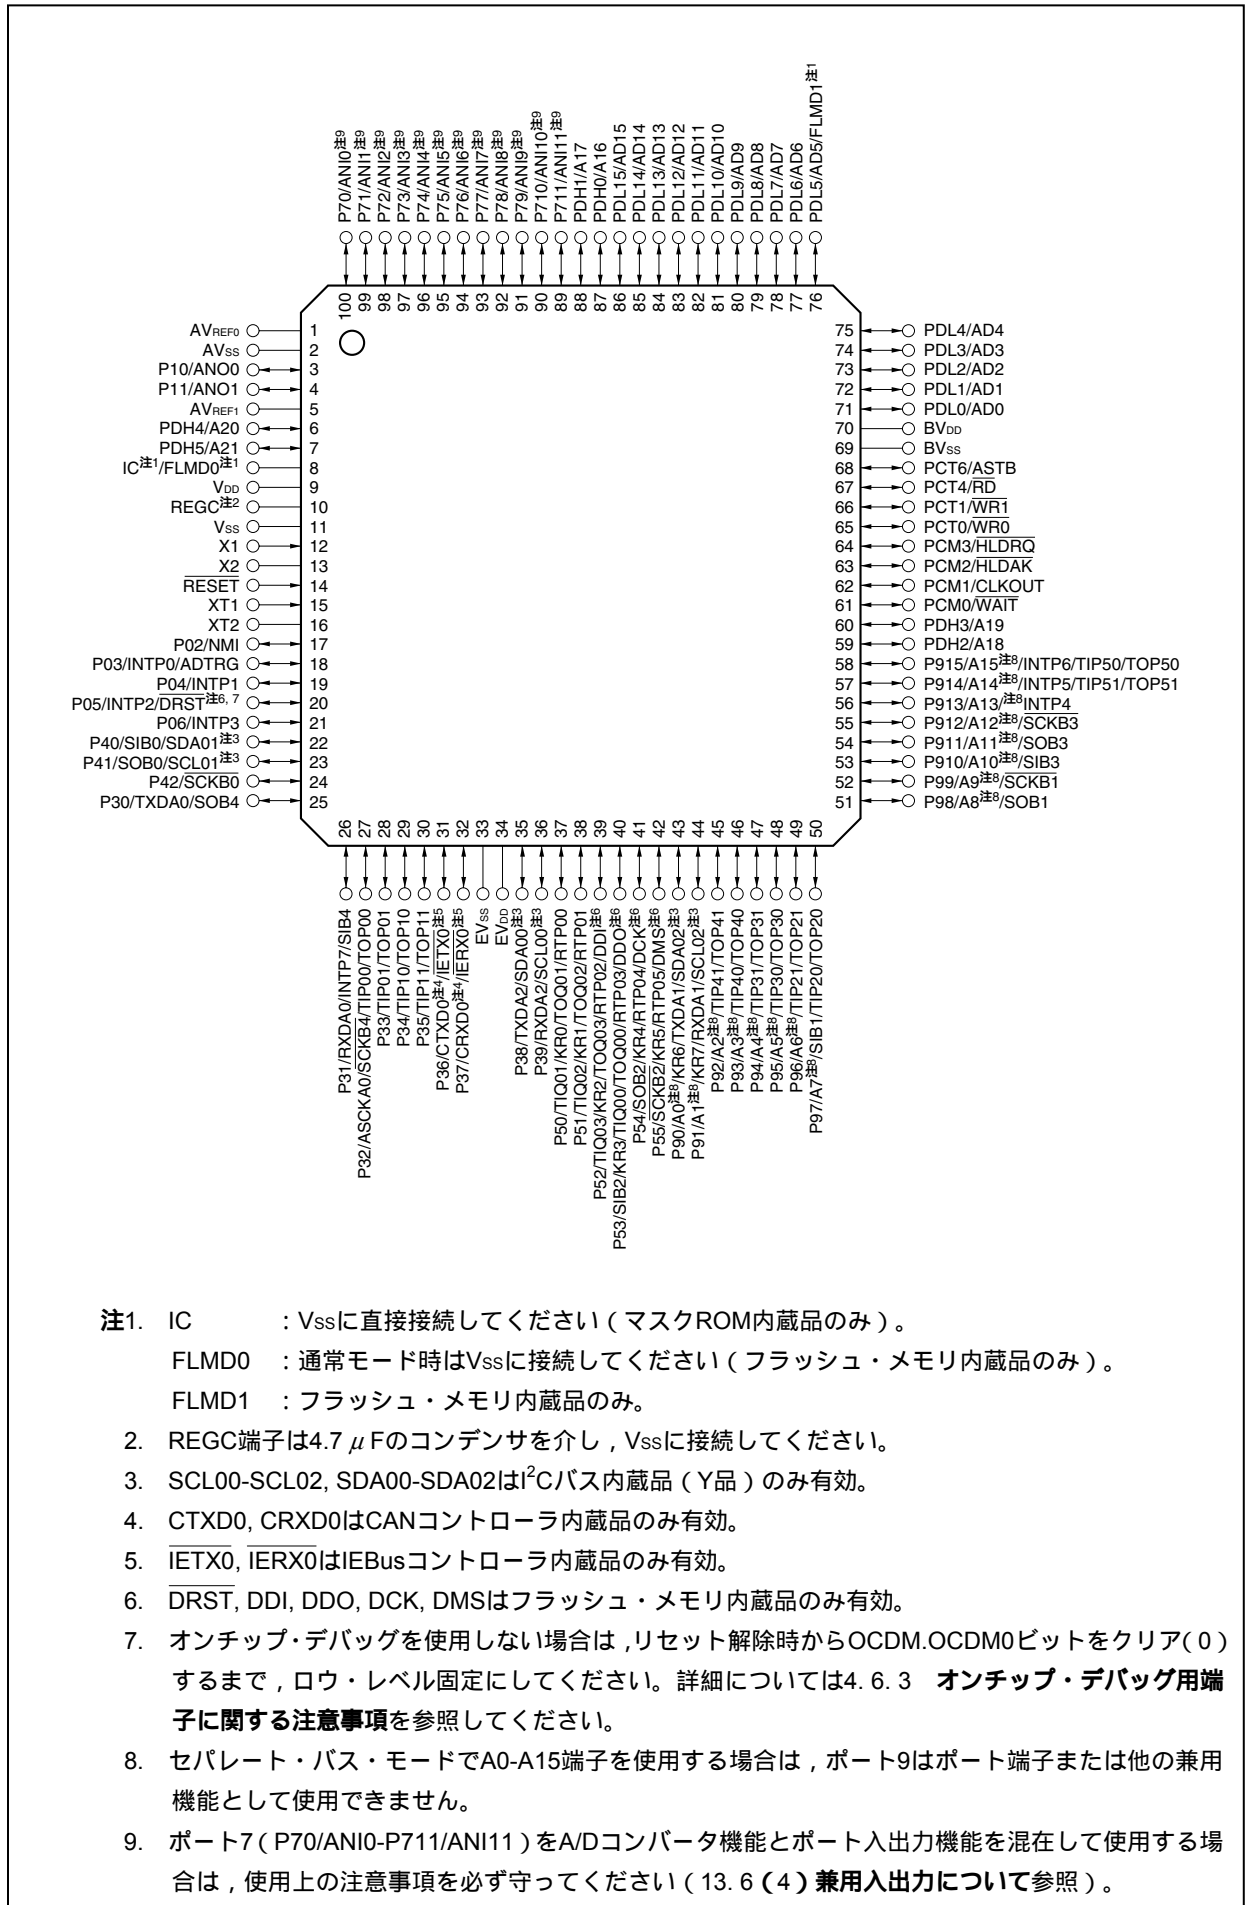 P70/ANI0注9
P71/ANI1注9
P72/ANI2注9
P73/ANI3注9
P74/ANI4注9
P75/ANI5注9
P76/ANI6注9
P77/ANI7注9
P78/ANI8注9
P79/ANI9注9
P710/ANI10注9
P711/ANI11注9
PDH1/A17
PDH0/A16
PDL15/AD15
PDL14/AD14
PDL13/AD13
PDL12/AD12
PDL11/AD11
PDL10/AD10
PDL9/AD9
PDL8/AD8
PDL7/AD7
PDL6/AD6
PDL5/AD5/FLMD1注1
100 99 98 97 96 95 94 93 92 91 90 89 88 87 86 85 84 83 82 81 80 79 78 77 76
AVREF0 1
AVSS 2
P10/ANO0 3
P11/ANO1 4
AVREF1 5
PDH4/A20 6
PDH5/A21 7
IC注1/FLMD0注1 8
VDD 9
REGC注2 10
VSS 11
X1 12
X2 13
RESET 14
XT1 15
XT2 16
P02/NMI 17
P03/INTP0/ADTRG 18
P04/INTP1 19
P05/INTP2/DRST注6, 7 20
P06/INTP3 21
P40/SIB0/SDA01注3 22
P41/SOB0/SCL01注3 23
P42/SCKB0 24
P30/TXDA0/SOB4 25
75 PDL4/AD4
74 PDL3/AD3
73 PDL2/AD2
72 PDL1/AD1
71 PDL0/AD0
70 BVDD
69 BVSS
68 PCT6/ASTB
67 PCT4/RD
66 PCT1/WR1
65 PCT0/WR0
64 PCM3/HLDRQ
63 PCM2/HLDAK
62 PCM1/CLKOUT
61 PCM0/WAIT
60 PDH3/A19
59 PDH2/A18
58 P915/A15注8/INTP6/TIP50/TOP50
57 P914/A14注8/INTP5/TIP51/TOP51
56 P913/A13/注8INTP4
55 P912/A12注8/SCKB3
54 P911/A11注8/SOB3
53 P910/A10注8/SIB3
52 P99/A9注8/SCKB1
51 P98/A8注8/SOB1
26 27 28 29 30 31 32 33 34 35 36 37 38 39 40 41 42 43 44 45 46 47 48 49 50
P31/RXDA0/INTP7/SIB4
P32/ASCKA0/SCKB4/TIP00/TOP00
P33/TIP01/TOP01
P34/TIP10/TOP10
P35/TIP11/TOP11
P36/CTXD0注4/IETX0注5
P37/CRXD0注4/IERX0注5
EVSS
EVDD
P38/TXDA2/SDA00注3
P39/RXDA2/SCL00注3
P50/TIQ01/KR0/TOQ01/RTP00
P51/TIQ02/KR1/TOQ02/RTP01
P52/TIQ03/KR2/TOQ03/RTP02/DDI注6
P53/SIB2/KR3/TIQ00/TOQ00/RTP03/DDO注6
P54/SOB2/KR4/RTP04/DCK注6
P55/SCKB2/KR5/RTP05/DMS注6
P90/A0注8/KR6/TXDA1/SDA02注3
P91/A1注8/KR7/RXDA1/SCL02注3
P92/A2注8/TIP41/TOP41
P93/A3注8/TIP40/TOP40
P94/A4注8/TIP31/TOP31
P95/A5注8/TIP30/TOP30
P96/A6注8/TIP21/TOP21
P97/A7注8/SIB1/TIP20/TOP20
注1. IC ：VSSに直接接続してください（マスクROM内蔵品のみ）。
FLMD0 ：通常モード時はVSSに接続してください（フラッシュ・メモリ内蔵品のみ）。
FLMD1 ：フラッシュ・メモリ内蔵品のみ。
2. REGC端子は4.7 μFのコンデンサを介し，VSSに接続してください。
3. SCL00-SCL02, SDA00-SDA02はI²Cバス内蔵品（Y品）のみ有効。
4. CTXD0, CRXD0はCANコントローラ内蔵品のみ有効。
5. IETX0, IERX0はIEBusコントローラ内蔵品のみ有効。
6. DRST, DDI, DDO, DCK, DMSはフラッシュ・メモリ内蔵品のみ有効。
7. オンチップ・デバッグを使用しない場合は，リセット解除時からOCDM.OCDM0ビットをクリア（0）
するまで，ロウ・レベル固定にしてください。詳細については4. 6. 3 オンチップ・デバッグ用端
子に関する注意事項を参照してください。
8. セパレート・バス・モードでA0-A15端子を使用する場合は，ポート9はポート端子または他の兼用
機能として使用できません。
9. ポート7（P70/ANI0-P711/ANI11）をA/Dコンバータ機能とポート入出力機能を混在して使用する場
合は，使用上の注意事項を必ず守ってください（13. 6（4）兼用入出力について参照）。